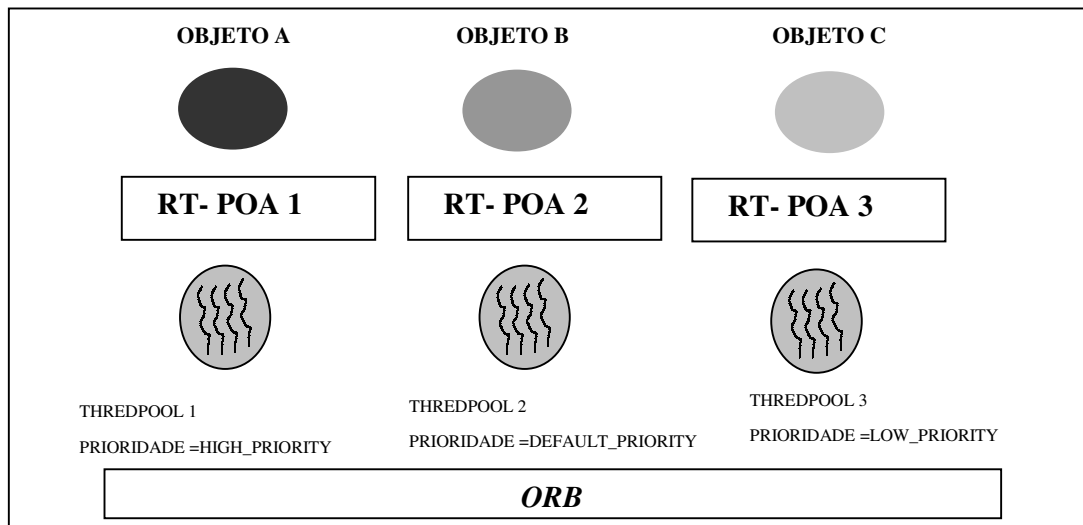 OBJETO A
OBJETO B
OBJETO C
RT- POA 1
RT- POA 2
RT- POA 3
THREDPOOL 1
PRIORIDADE =HIGH_PRIORITY
THREDPOOL 2
PRIORIDADE =DEFAULT_PRIORITY
THREDPOOL 3
PRIORIDADE =LOW_PRIORITY
ORB